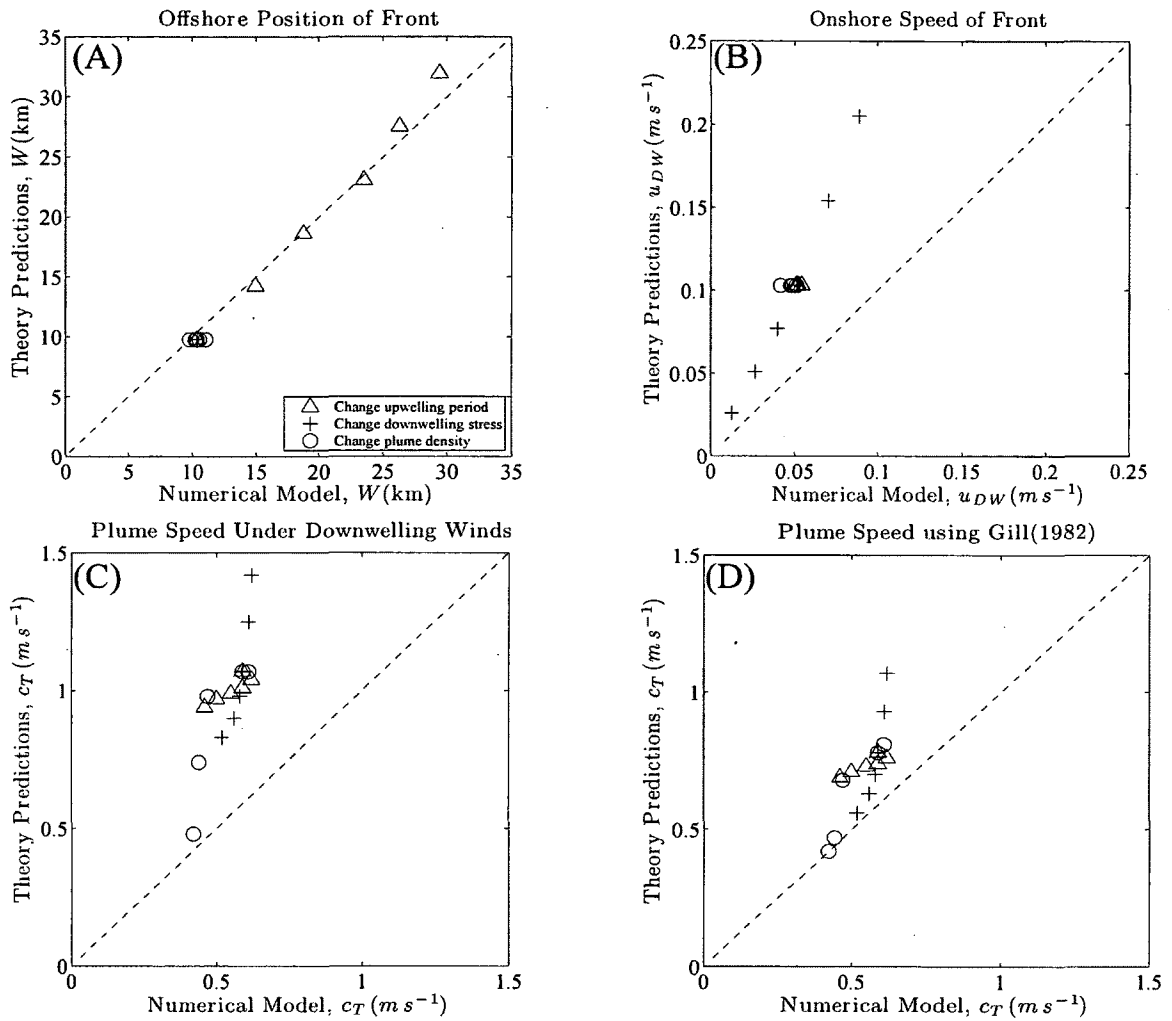 Offshore Position of Front
(A)
35
30
25
20
15
10
5
0
0
5
10
15
20
25
30
35
Theory Predictions, W(km)
Numerical Model, W(km)
Change upwelling period
Change downwelling stress
Change plume density
Onshore Speed of Front
(B)
0.25
0.2
0.15
0.1
0.05
0
0
0.05
0.1
0.15
0.2
0.25
Theory Predictions, u_DW (m s⁻¹)
Numerical Model, u_DW (m s⁻¹)
Plume Speed Under Downwelling Winds
(C)
1.5
1
0.5
0
0
0.5
1
1.5
Theory Predictions, c_T (m s⁻¹)
Numerical Model, c_T (m s⁻¹)
Plume Speed using Gill(1982)
(D)
1.5
1
0.5
0
0
0.5
1
1.5
Theory Predictions, c_T (m s⁻¹)
Numerical Model, c_T (m s⁻¹)